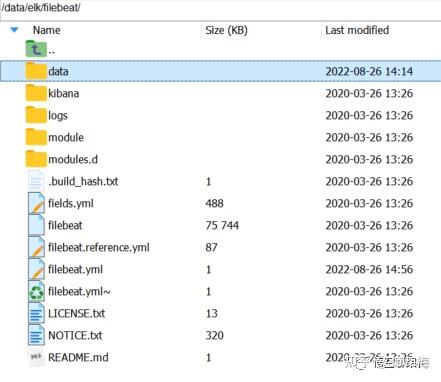 /data/elk/filebeat/
Name Size (KB) Last modified
..
data 2022-08-26 14:14
kibana 2020-03-26 13:26
logs 2020-03-26 13:26
module 2020-03-26 13:26
modules.d 2020-03-26 13:26
.build_hash.txt 1 2020-03-26 13:26
fields.yml 488 2020-03-26 13:26
filebeat 75 744 2020-03-26 13:26
filebeat.reference.yml 87 2020-03-26 13:26
filebeat.yml 1 2022-08-26 14:56
filebeat.yml~ 1 2020-03-26 13:26
LICENSE.txt 13 2020-03-26 13:26
NOTICE.txt 320 2020-03-26 13:26
README.md 1 2020-03-26 13:26